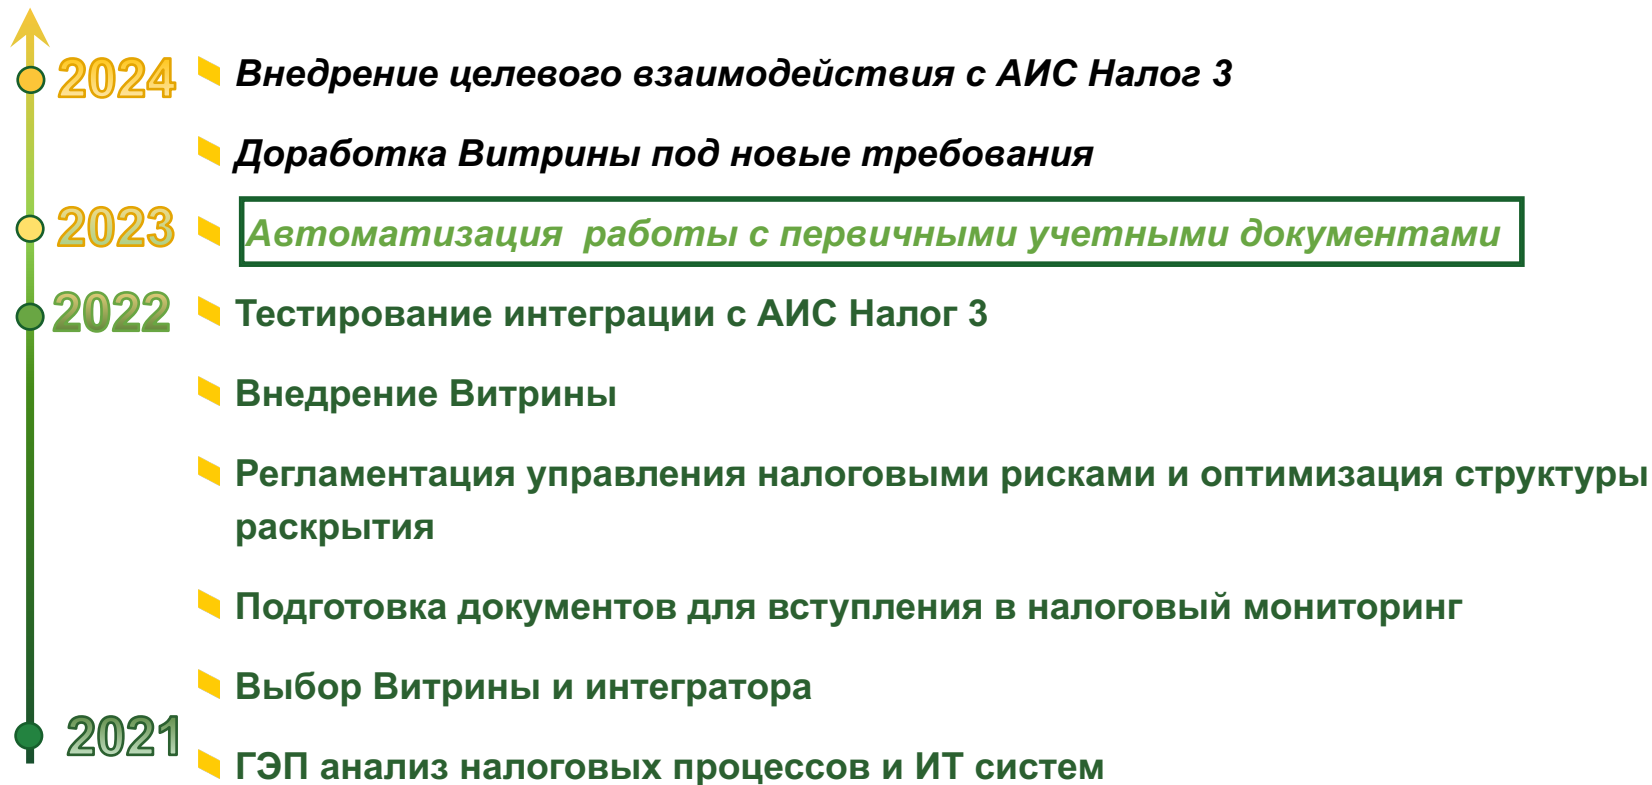 2024 Внедрение целевого взаимодействия с АИС Налог 3
Доработка Витрины под новые требования
2023 Автоматизация работы с первичными учетными документами
2022 Тестирование интеграции с АИС Налог 3
Внедрение Витрины
Регламентация управления налоговыми рисками и оптимизация структуры
раскрытия
Подготовка документов для вступления в налоговый мониторинг
Выбор Витрины и интегратора
2021
ГЭП анализ налоговых процессов и ИТ систем